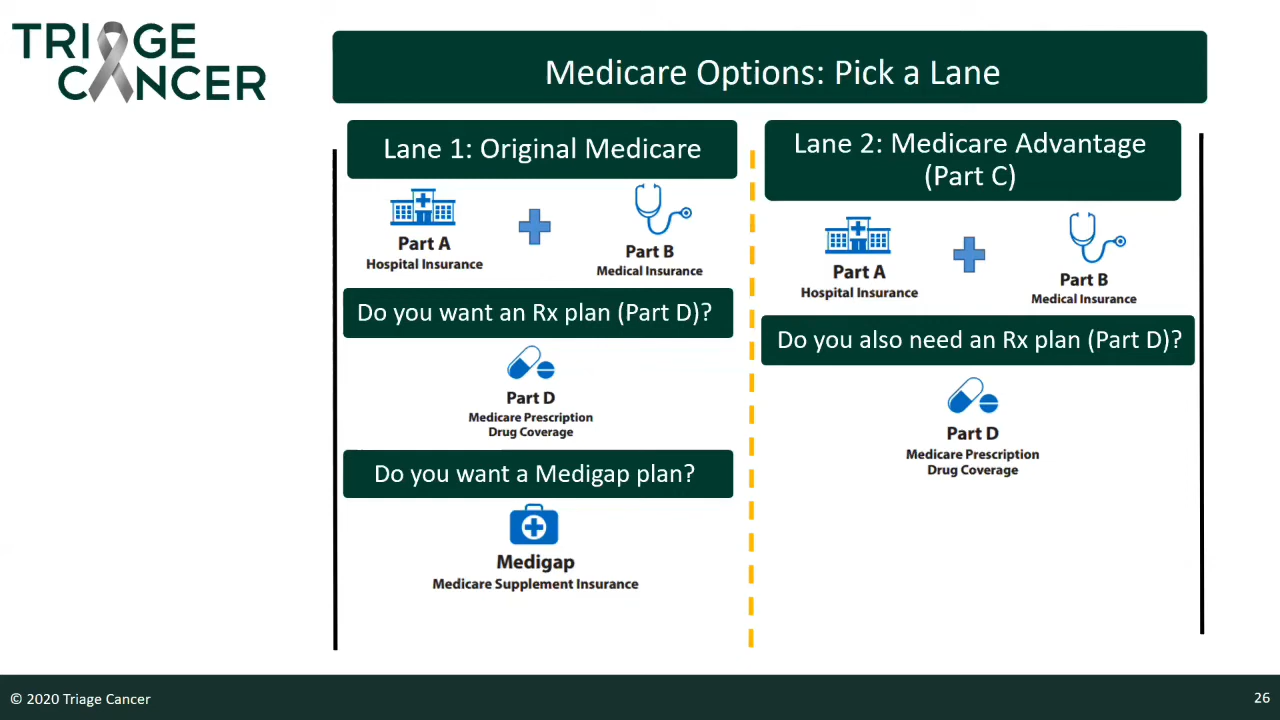 TRIAGE
CANCER
Medicare Options: Pick a Lane
Lane 1: Original Medicare
Part A
Hospital Insurance
Part B
Medical Insurance
Do you want an Rx plan (Part D)?
Part D
Medicare Prescription
Drug Coverage
Do you want a Medigap plan?
Medigap
Medicare Supplement Insurance
Lane 2: Medicare Advantage
(Part C)
Part A
Hospital Insurance
Part B
Medical Insurance
Do you also need an Rx plan (Part D)?
Part D
Medicare Prescription
Drug Coverage
© 2020 Triage Cancer
26